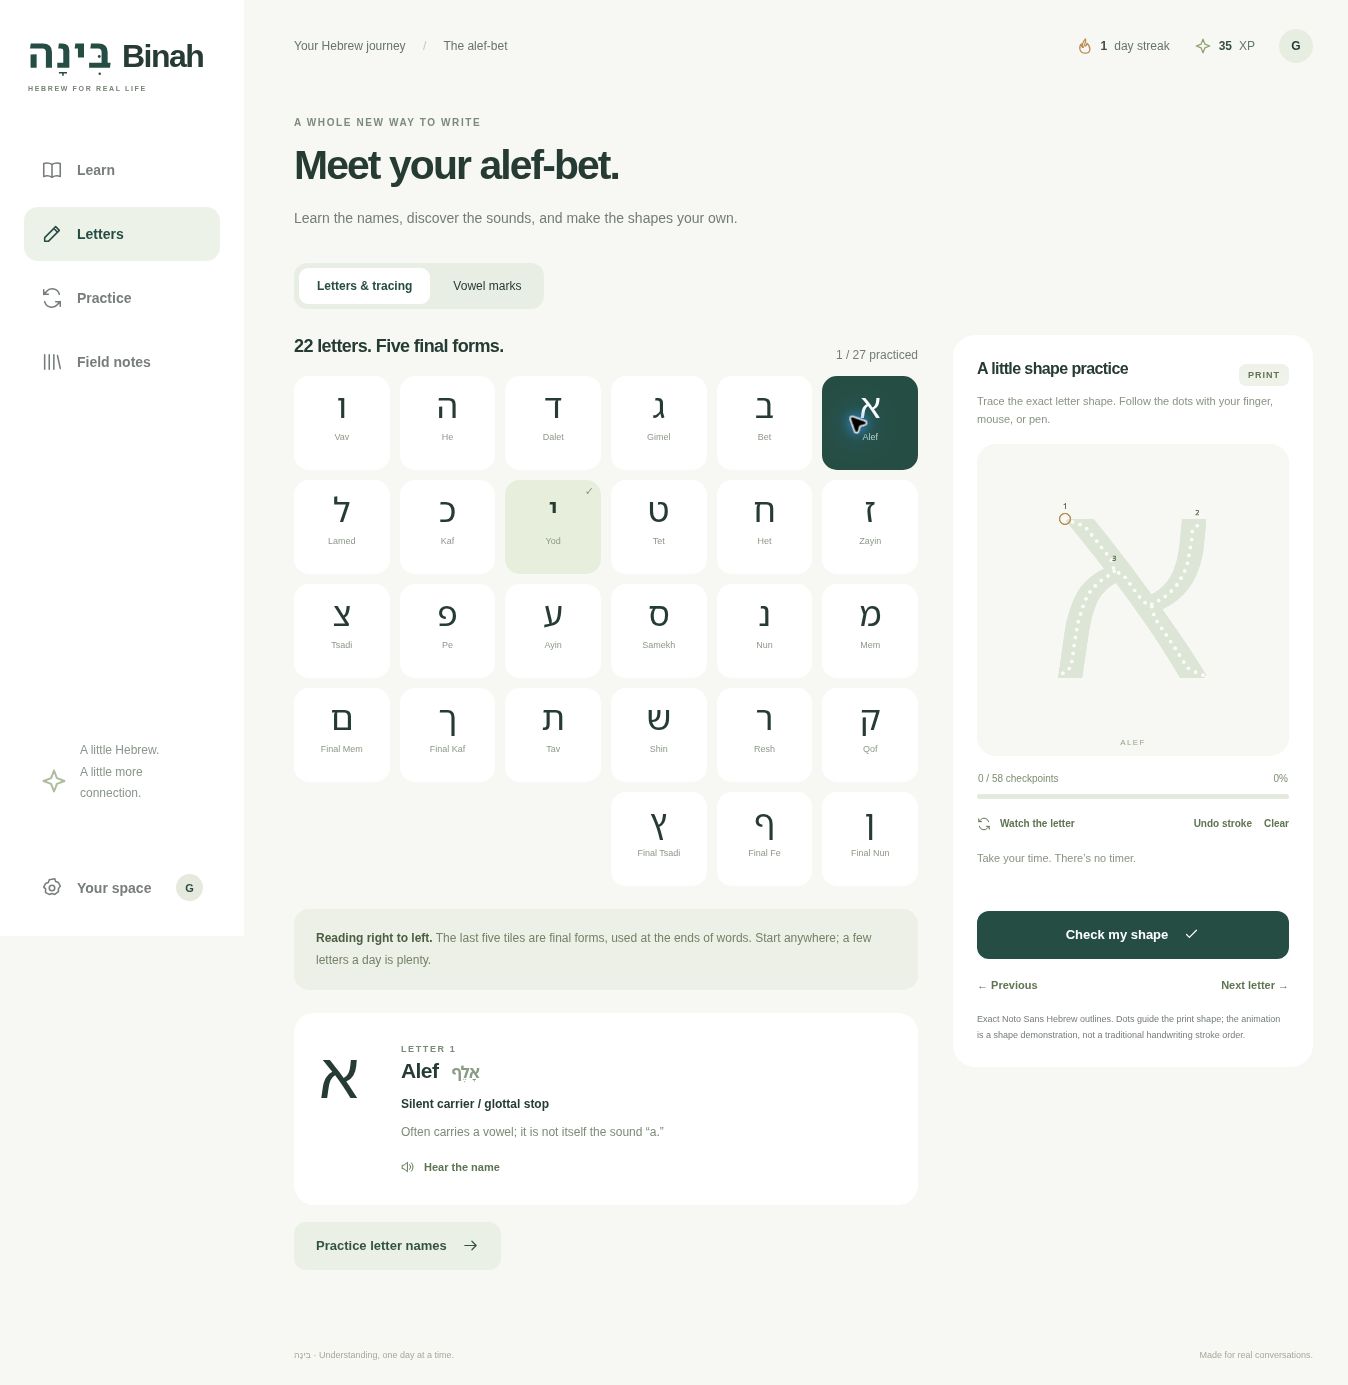 בִּינָה Binah
HEBREW FOR REAL LIFE
Learn
Letters
Practice
Field notes
A little Hebrew.
A little more
connection.
Your space G
Your Hebrew journey / The alef-bet
1 day streak 35 XP G
A WHOLE NEW WAY TO WRITE
Meet your alef-bet.
Learn the names, discover the sounds, and make the shapes your own.
Letters & tracing Vowel marks
22 letters. Five final forms.
1 / 27 practiced
א ב ג ד ה ו
Alef Bet Gimel Dalet He Vav
ז ח ט י ✓ כ ל
Zayin Het Tet Yod Kaf Lamed
מ נ ס ע פ צ
Mem Nun Samekh Ayin Pe Tsadi
ק ר ש ת ך ם
Qof Resh Shin Tav Final Kaf Final Mem
ן ף ץ
Final Nun Final Fe Final Tsadi
Reading right to left. The last five tiles are final forms, used at the ends of words. Start anywhere; a few
letters a day is plenty.
א
LETTER 1
Alef אָלֶף
Silent carrier / glottal stop
Often carries a vowel; it is not itself the sound “a.”
Hear the name
Practice letter names →
A little shape practice
PRINT
Trace the exact letter shape. Follow the dots with your finger,
mouse, or pen.
1 2
3
ALEF
0 / 58 checkpoints 0%
Watch the letter Undo stroke Clear
Take your time. There’s no timer.
Check my shape
← Previous Next letter →
Exact Noto Sans Hebrew outlines. Dots guide the print shape; the animation
is a shape demonstration, not a traditional handwriting stroke order.
בִּינָה · Understanding, one day at a time.
Made for real conversations.